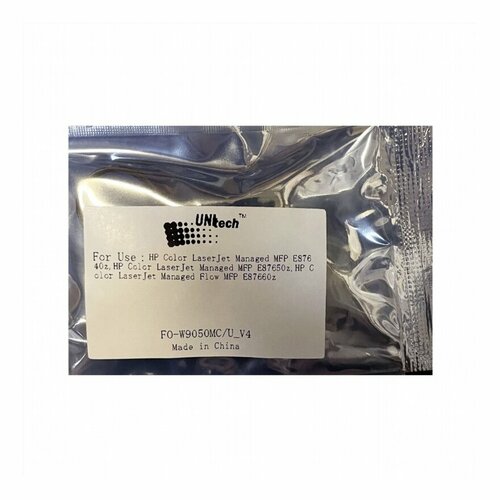 UNItech™
For Use : HP Color LaserJet Managed MFP E876
40z,HP Color LaserJet Managed MFP E87650z,HP C
olor LaserJet Managed Flow MFP E87660z
FO-W9050MC/U_V4
Made in China